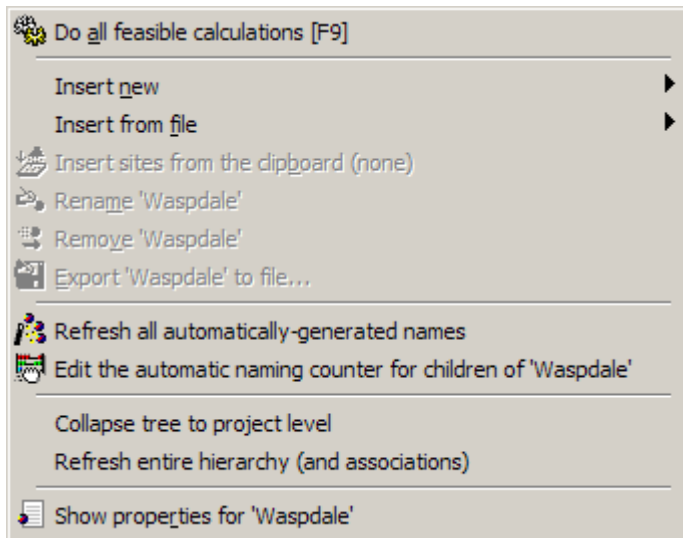 Do all feasible calculations [F9]
Insert new
Insert from file
Insert sites from the clipboard (none)
Rename 'Waspdale'
Remove 'Waspdale'
Export 'Waspdale' to file...
Refresh all automatically-generated names
Edit the automatic naming counter for children of 'Waspdale'
Collapse tree to project level
Refresh entire hierarchy (and associations)
Show properties for 'Waspdale'